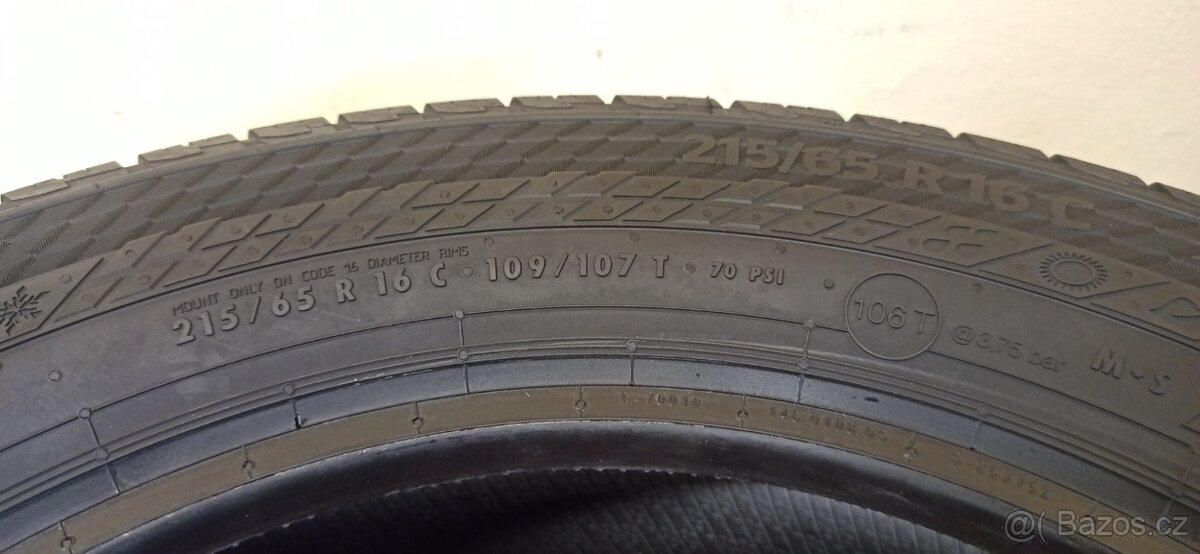 215/65 R 16 C
MOUNT ONLY ON CODE 16 DIAMETER RIMS
215/65 R 16 C · 109/107 T · 70 PSI
106 T @3,75 bar M·S
@( Bazos.cz